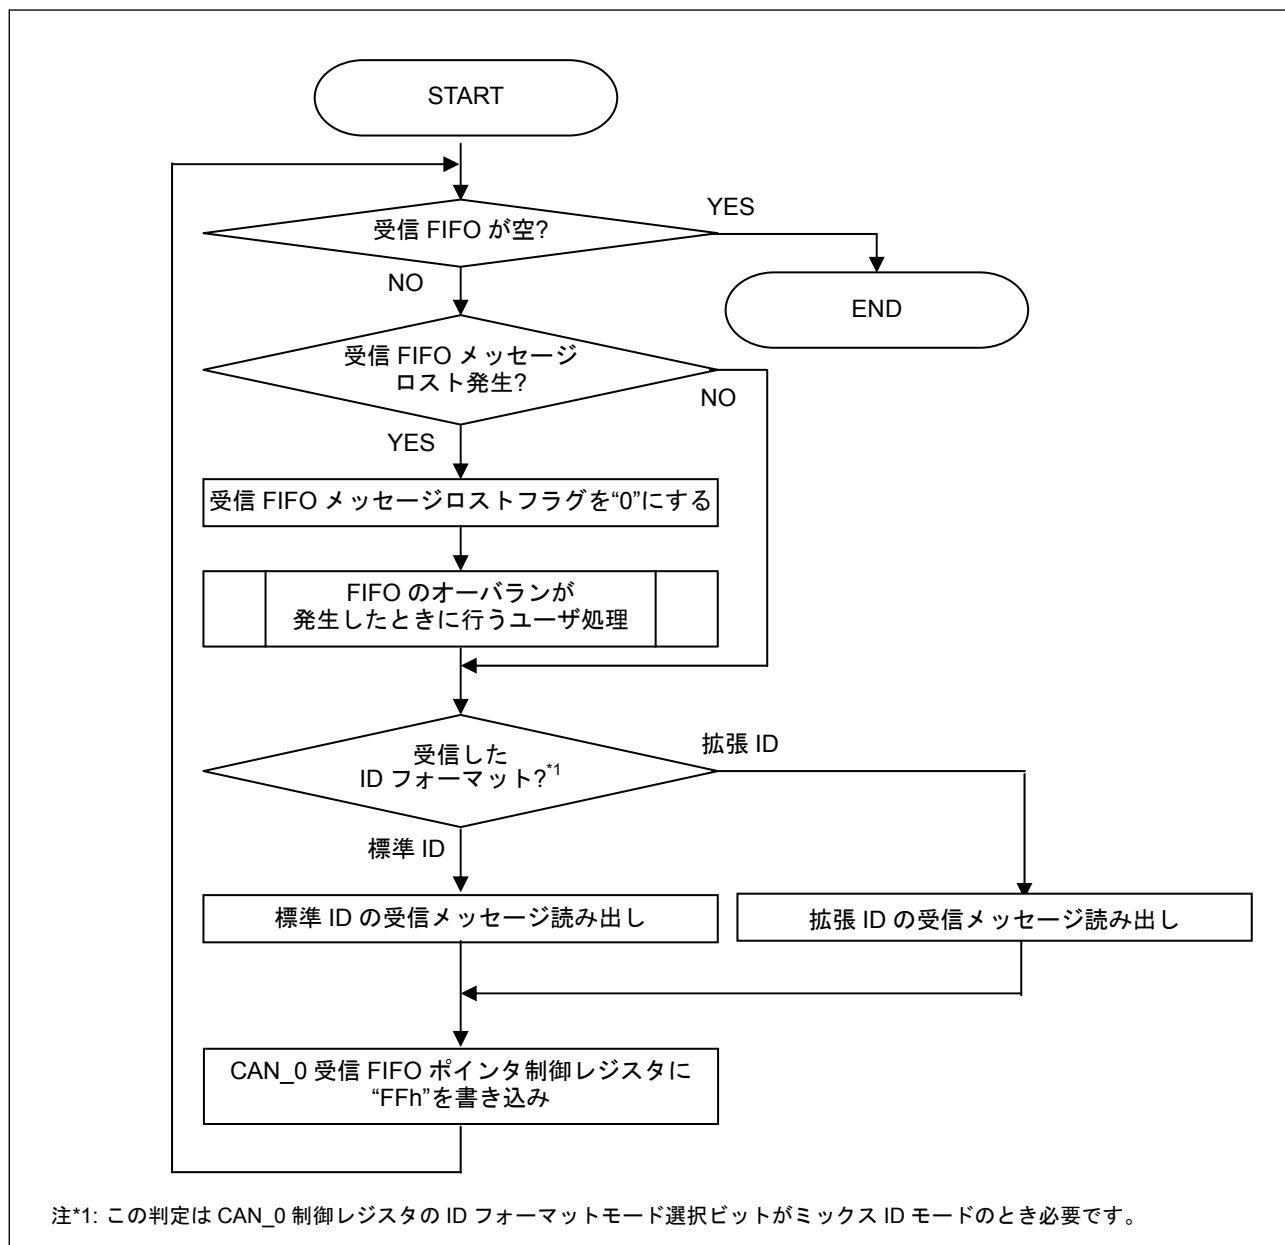 START
受信 FIFO が空?
YES
NO
END
受信 FIFO メッセージ
ロスト発生?
NO
YES
受信 FIFO メッセージロストフラグを“0”にする
FIFO のオーバランが
発生したときに行うユーザ処理
受信した
ID フォーマット?*1
拡張 ID
標準 ID
標準 ID の受信メッセージ読み出し
拡張 ID の受信メッセージ読み出し
CAN_0 受信 FIFO ポインタ制御レジスタに
“FFh”を書き込み
注*1: この判定は CAN_0 制御レジスタの ID フォーマットモード選択ビットがミックス ID モードのとき必要です。